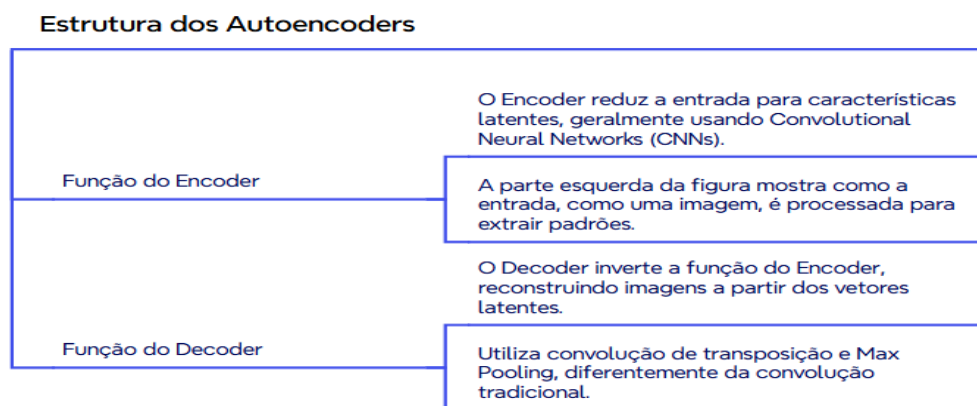 Estrutura dos Autoencoders
O Encoder reduz a entrada para características
latentes, geralmente usando Convolutional
Neural Networks (CNNs).
Função do Encoder
A parte esquerda da figura mostra como a
entrada, como uma imagem, é processada para
extrair padrões.
O Decoder inverte a função do Encoder,
reconstruindo imagens a partir dos vetores
latentes.
Função do Decoder
Utiliza convolução de transposição e Max
Pooling, diferentemente da convolução
tradicional.